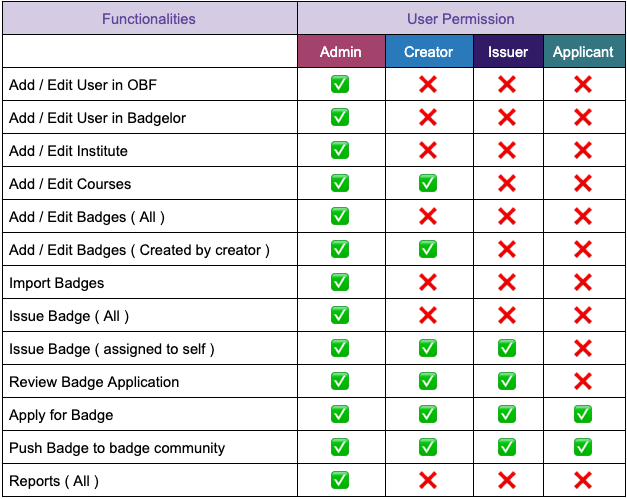 Functionalities User Permission
Admin Creator Issuer Applicant
Add / Edit User in OBF ✅ ❌ ❌ ❌
Add / Edit User in Badgelor ✅ ❌ ❌ ❌
Add / Edit Institute ✅ ❌ ❌ ❌
Add / Edit Courses ✅ ✅ ❌ ❌
Add / Edit Badges ( All ) ✅ ❌ ❌ ❌
Add / Edit Badges ( Created by creator ) ✅ ✅ ❌ ❌
Import Badges ✅ ❌ ❌ ❌
Issue Badge ( All ) ✅ ❌ ❌ ❌
Issue Badge ( assigned to self ) ✅ ✅ ✅ ❌
Review Badge Application ✅ ✅ ✅ ❌
Apply for Badge ✅ ✅ ✅ ✅
Push Badge to badge community ✅ ✅ ✅ ✅
Reports ( All ) ✅ ❌ ❌ ❌